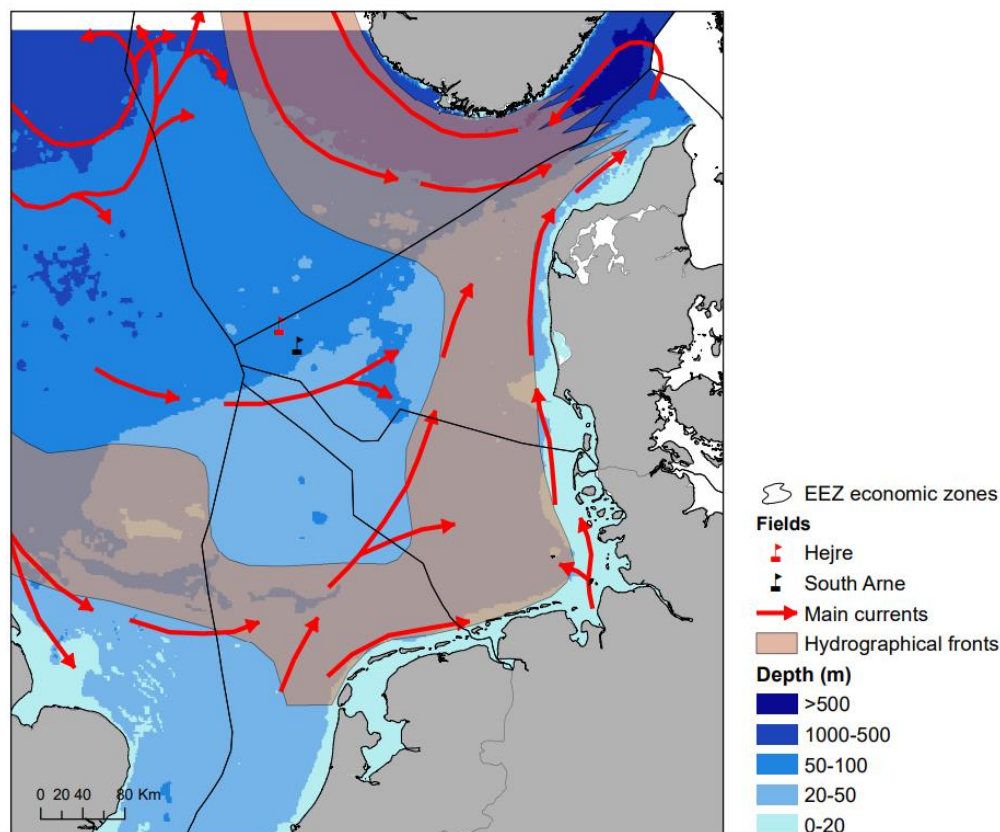 EEZ economic zones
Fields
Hejre
South Arne
Main currents
Hydrographical fronts
Depth (m)
>500
1000-500
50-100
20-50
0-20
0 20 40 80 Km